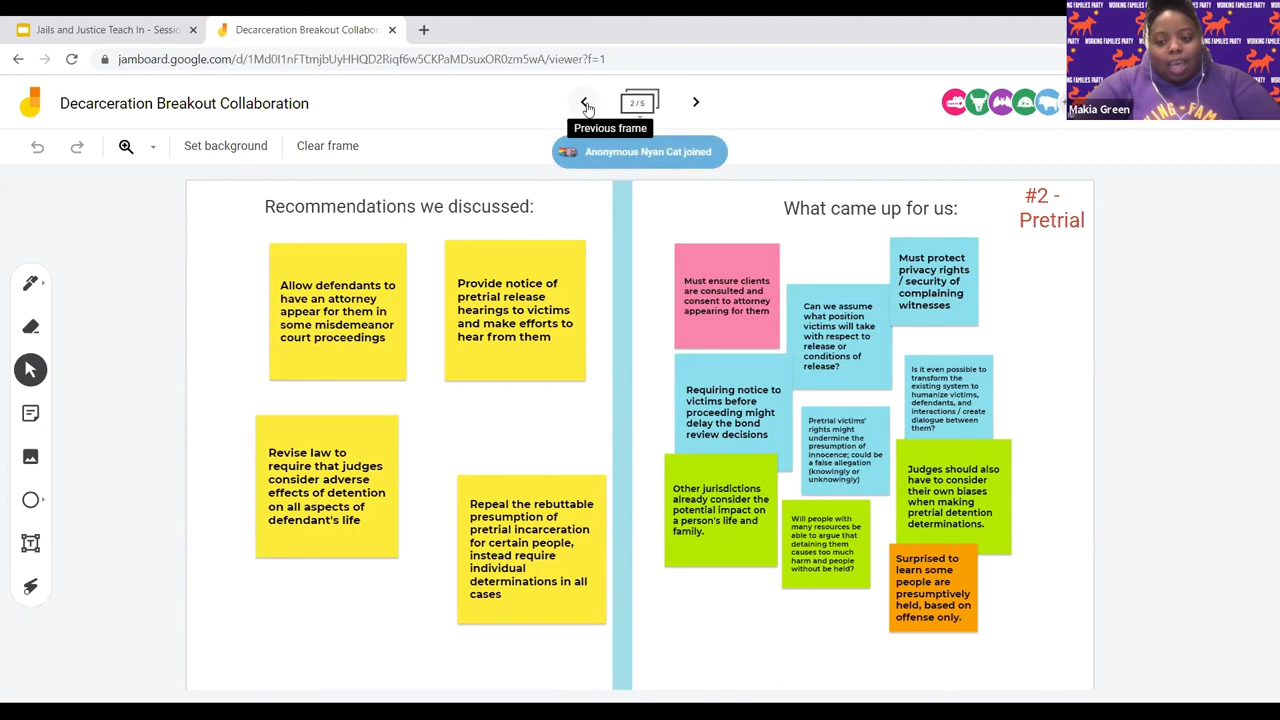 Jails and Justice Teach In - Sessio
Decarceration Breakout Collabor
jamboard.google.com/d/1Md0I1nFTtmjbUyHHQD2Riqf6w5CKPaMDsuxOR0zm5wA/viewer?f=1
WORKING FAMILIES PARTY
Makia Green
Decarceration Breakout Collaboration
2 / 5
Previous frame
Set background
Clear frame
Anonymous Nyan Cat joined
Recommendations we discussed:
Allow defendants to
have an attorney
appear for them in
some misdemeanor
court proceedings
Provide notice of
pretrial release
hearings to victims
and make efforts to
hear from them
Revise law to
require that judges
consider adverse
effects of detention
on all aspects of
defendant's life
Repeal the rebuttable
presumption of
pretrial incarceration
for certain people,
instead require
individual
determinations in all
cases
What came up for us:
#2 -
Pretrial
Must ensure clients
are consulted and
consent to attorney
appearing for them
Can we assume
what position
victims will take
with respect to
release or
conditions of
release?
Must protect
privacy rights
/ security of
complaining
witnesses
Requiring notice to
victims before
proceeding might
delay the bond
review decisions
Pretrial victims'
rights might
undermine the
presumption of
innocence; could be
a false allegation
(knowingly or
unknowingly)
Is it even possible to
transform the
existing system to
humanize victims,
defendants, and
interactions / create
dialogue between
them?
Other jurisdictions
already consider the
potential impact on
a person's life and
family.
Will people with
many resources be
able to argue that
detaining them
causes too much
harm and people
without be held?
Judges should also
have to consider
their own biases
when making
pretrial detention
determinations.
Surprised to
learn some
people are
presumptively
held, based on
offense only.